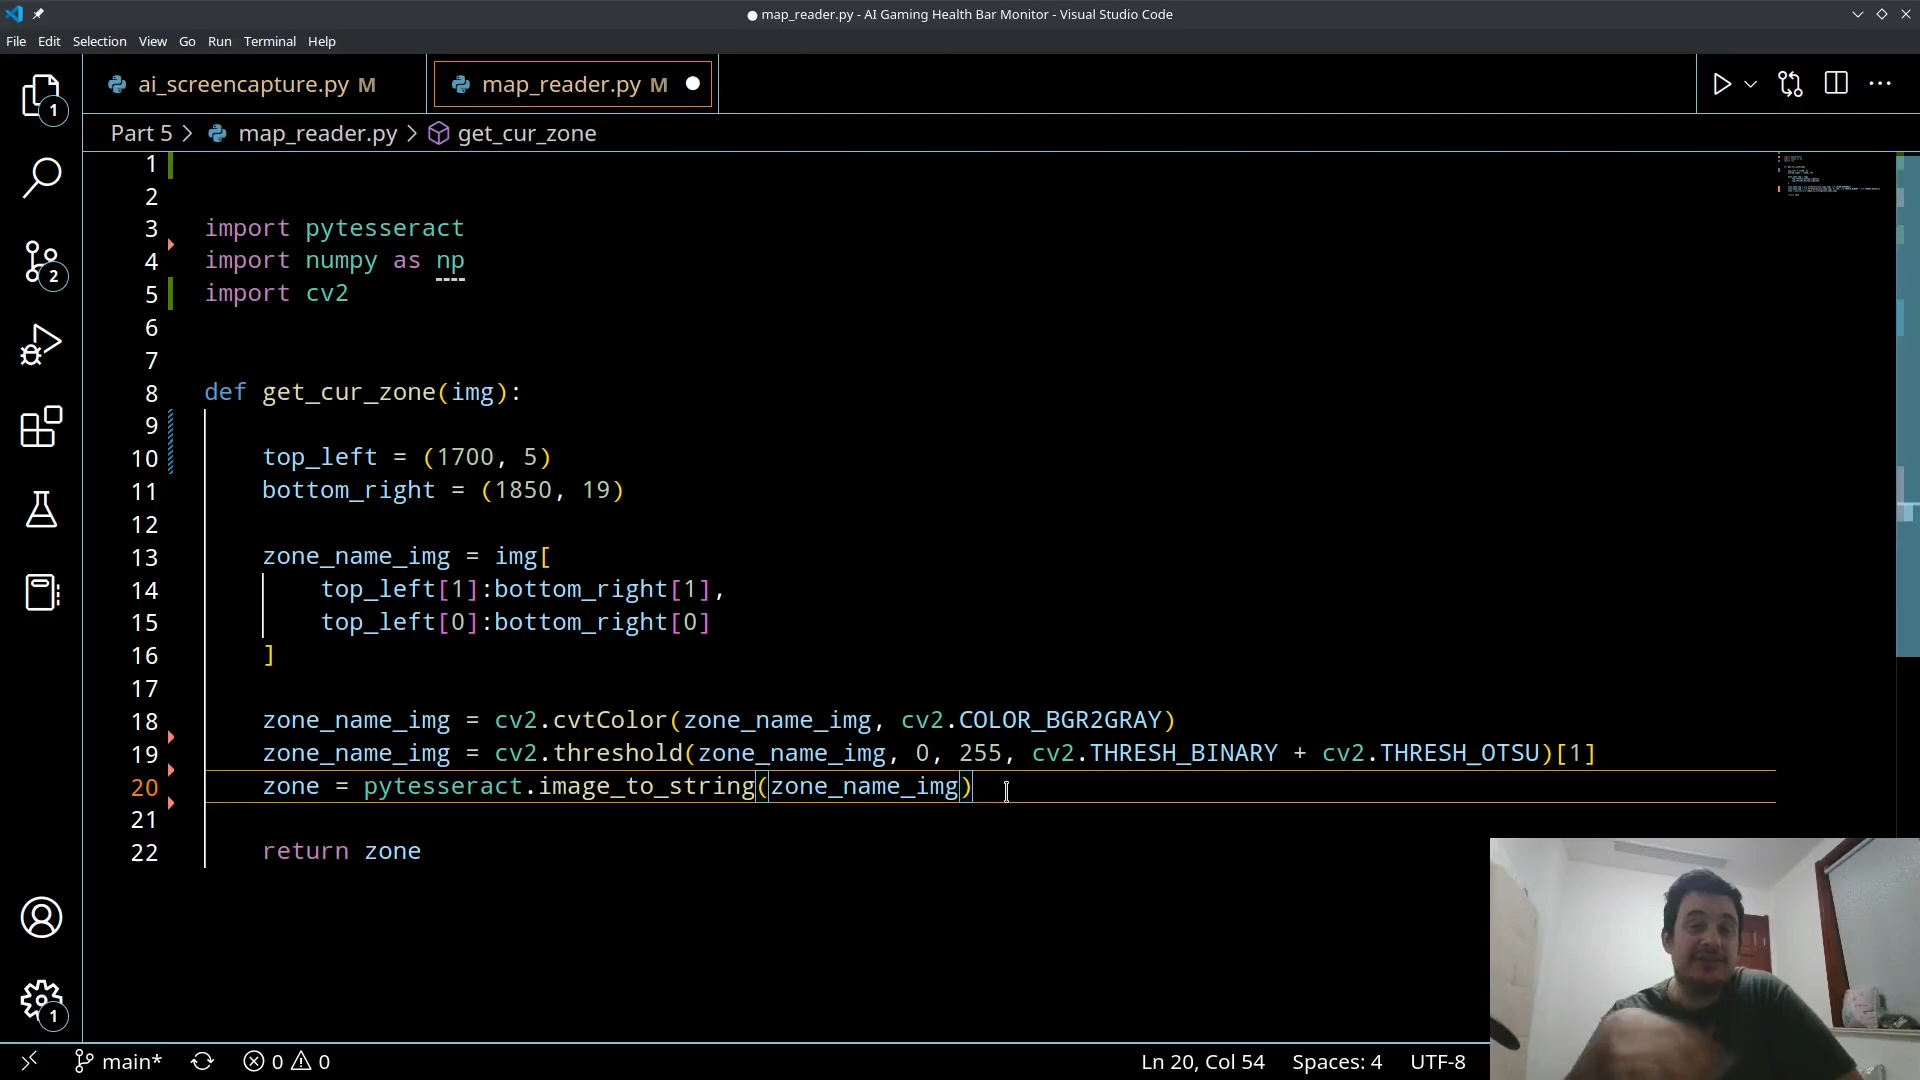 map_reader.py - AI Gaming Health Bar Monitor - Visual Studio Code
File Edit Selection View Go Run Terminal Help
ai_screencapture.py M
map_reader.py M
Part 5 > map_reader.py > get_cur_zone
1
2
3 import pytesseract
4 import numpy as np
5 import cv2
6
7
8 def get_cur_zone(img):
9
10 top_left = (1700, 5)
11 bottom_right = (1850, 19)
12
13 zone_name_img = img[
14 top_left[1]:bottom_right[1],
15 top_left[0]:bottom_right[0]
16 ]
17
18 zone_name_img = cv2.cvtColor(zone_name_img, cv2.COLOR_BGR2GRAY)
19 zone_name_img = cv2.threshold(zone_name_img, 0, 255, cv2.THRESH_BINARY + cv2.THRESH_OTSU)[1]
20 zone = pytesseract.image_to_string(zone_name_img)
21
22 return zone
1
2
1
main* 0 0 Ln 20, Col 54 Spaces: 4 UTF-8